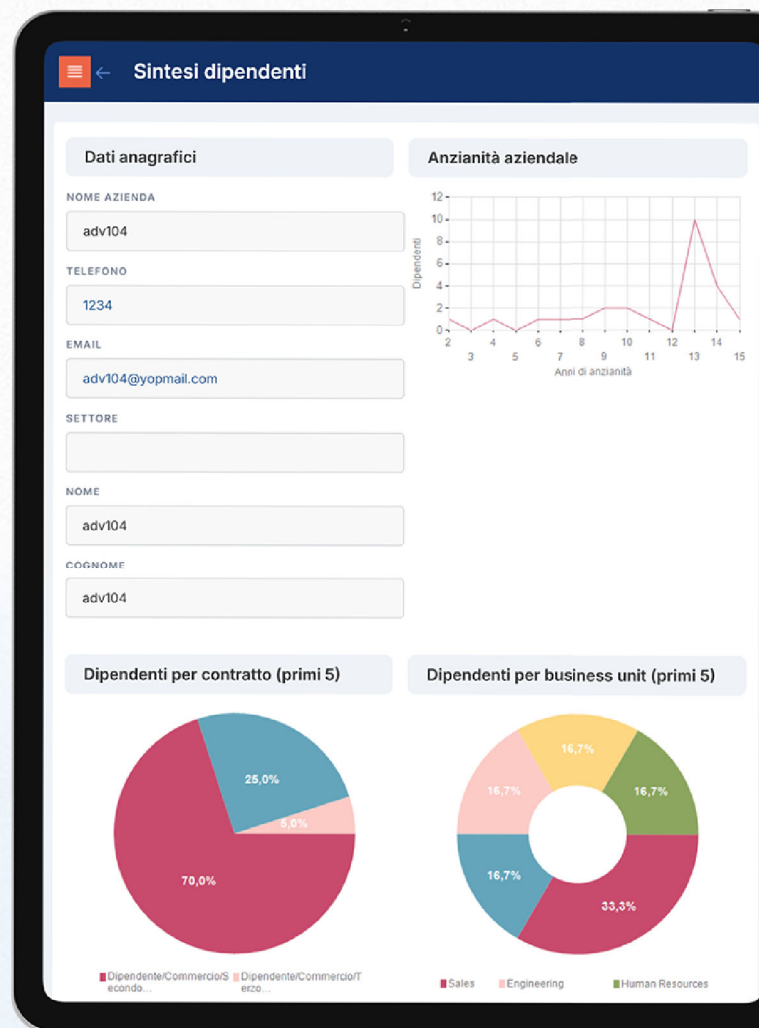 Sintesi dipendenti
Dati anagrafici
NOME AZIENDA
adv104
TELEFONO
1234
EMAIL
adv104@yopmail.com
SETTORE
NOME
adv104
COGNOME
adv104
Anzianità aziendale
12
10
8
6
4
2
0
Dipendenti
2 4 6 8 10 12 14
3 5 7 9 11 13 15
Anni di anzianità
Dipendenti per contratto (primi 5)
25,0%
5,0%
70,0%
Dipendente/Commercio/S
econdo...
Dipendente/Commercio/T
erzo...
Dipendenti per business unit (primi 5)
16,7%
16,7%
16,7%
16,7%
33,3%
Sales
Engineering
Human Resources